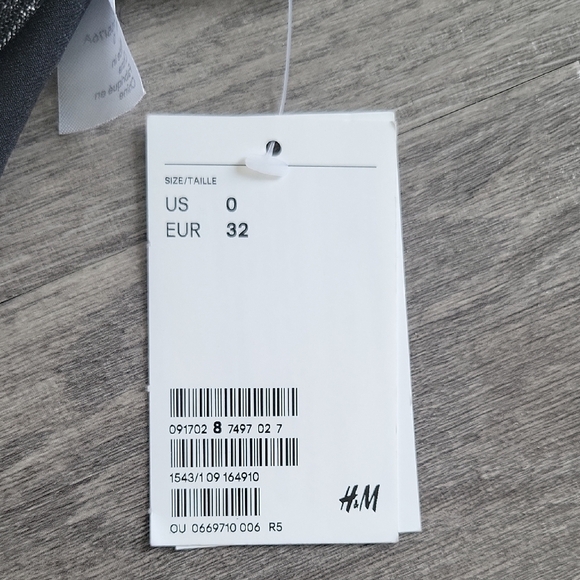 SIZE/TAILLE
US 0
EUR 32
091702 8 7497 02 7
1543/1 09 164910
H&M
OU 0669710 006 R5